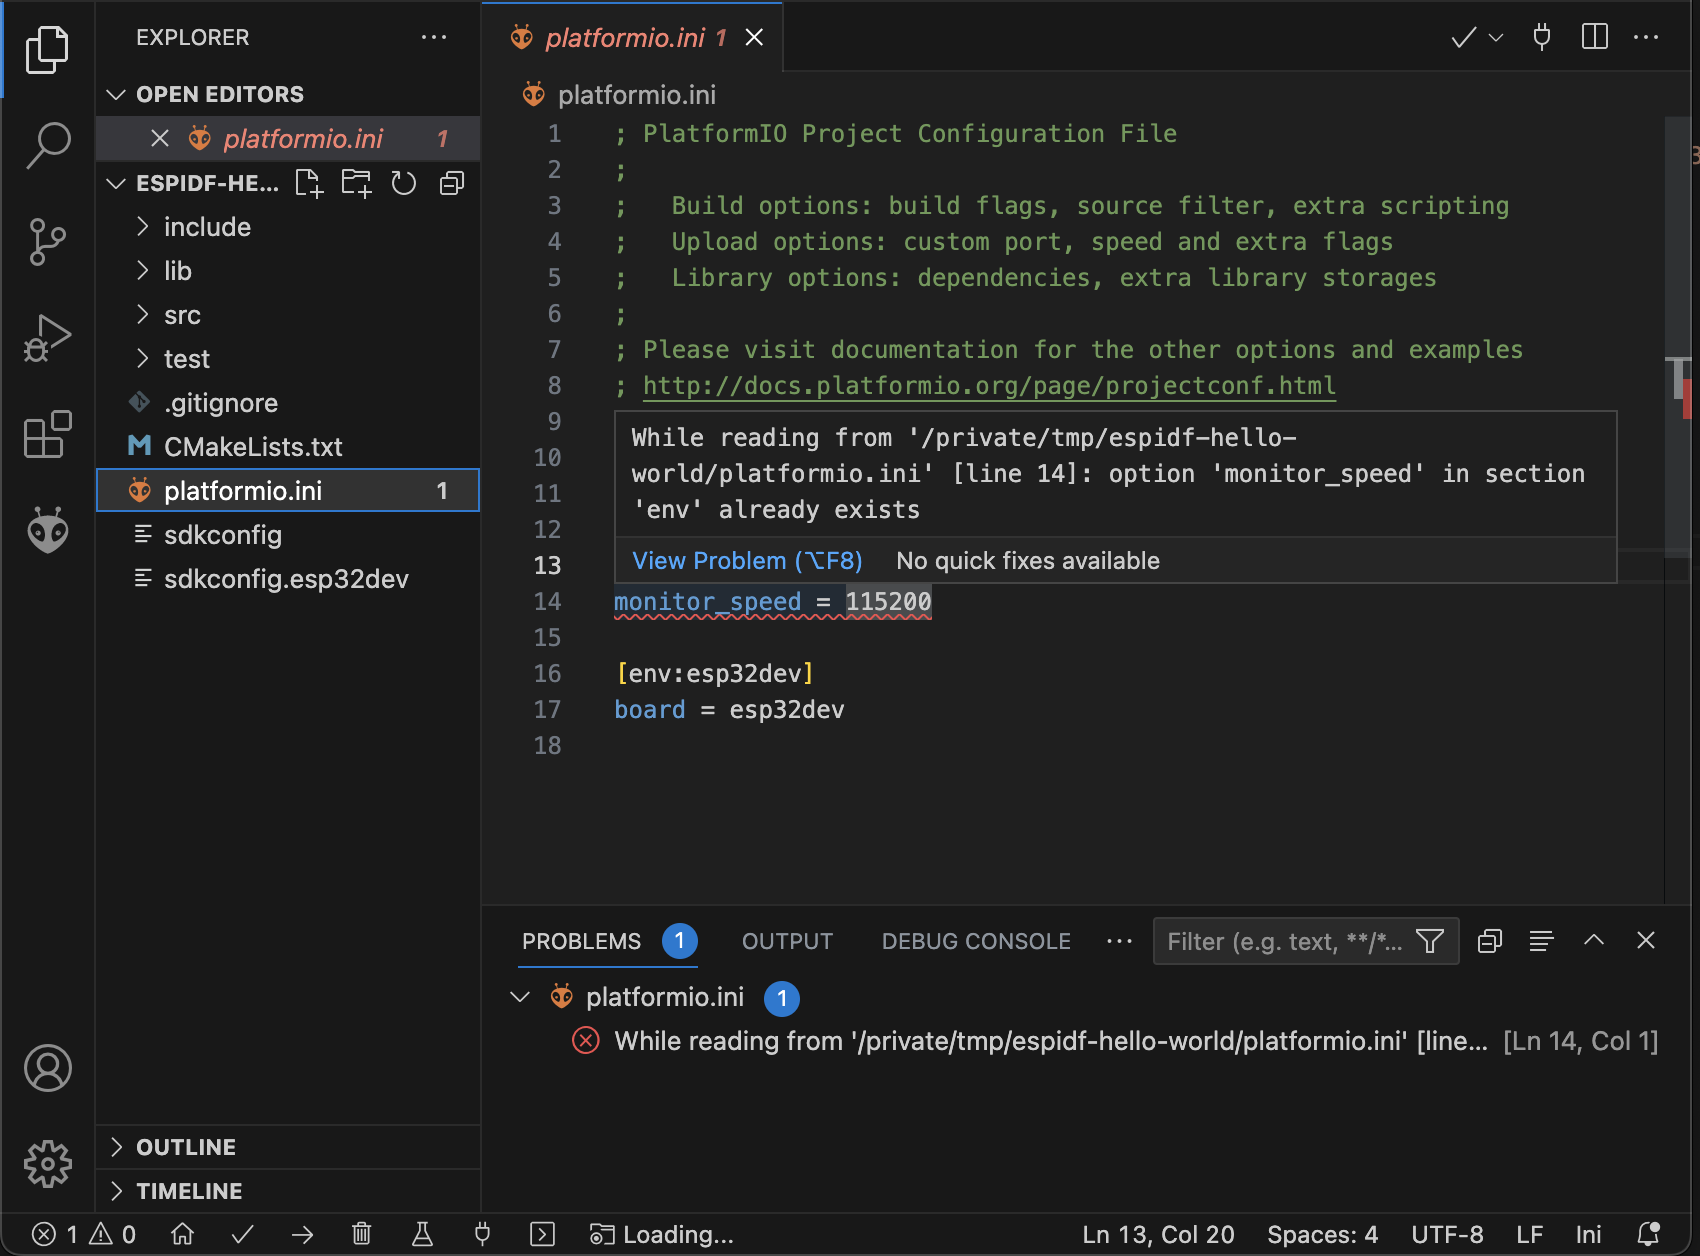 EXPLORER
OPEN EDITORS
platformio.ini 1
ESPIDF-HE...
include
lib
src
test
.gitignore
CMakeLists.txt
platformio.ini 1
sdkconfig
sdkconfig.esp32dev
OUTLINE
TIMELINE
platformio.ini 1
platformio.ini
1 ; PlatformIO Project Configuration File
2 ;
3 ;   Build options: build flags, source filter, extra scripting
4 ;   Upload options: custom port, speed and extra flags
5 ;   Library options: dependencies, extra library storages
6 ;
7 ; Please visit documentation for the other options and examples
8 ; http://docs.platformio.org/page/projectconf.html
9
10
11
12
13
While reading from '/private/tmp/espidf-hello-
world/platformio.ini' [line 14]: option 'monitor_speed' in section
'env' already exists
View Problem (⌥F8) No quick fixes available
14 monitor_speed = 115200
15
16 [env:esp32dev]
17 board = esp32dev
18
PROBLEMS 1 OUTPUT DEBUG CONSOLE Filter (e.g. text, **/*...
platformio.ini 1
While reading from '/private/tmp/espidf-hello-world/platformio.ini' [line... [Ln 14, Col 1]
1 0 Loading... Ln 13, Col 20 Spaces: 4 UTF-8 LF Ini